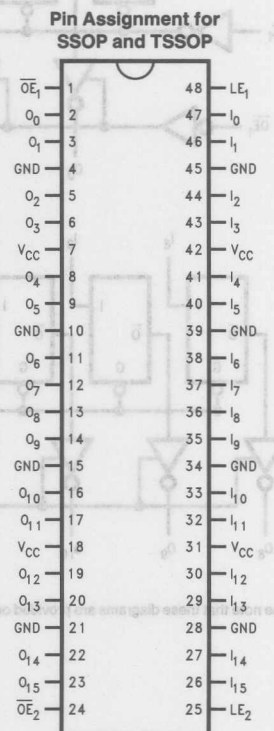 Pin Assignment for
SSOP and TSSOP
OE₁ 1 48 LE₁
O₀ 2 47 I₀
O₁ 3 46 I₁
GND 4 45 GND
O₂ 5 44 I₂
O₃ 6 43 I₃
VCC 7 42 VCC
O₄ 8 41 I₄
O₅ 9 40 I₅
GND 10 39 GND
O₆ 11 38 I₆
O₇ 12 37 I₇
O₈ 13 36 I₈
O₉ 14 35 I₉
GND 15 34 GND
O₁₀ 16 33 I₁₀
O₁₁ 17 32 I₁₁
VCC 18 31 VCC
O₁₂ 19 30 I₁₂
O₁₃ 20 29 I₁₃
GND 21 28 GND
O₁₄ 22 27 I₁₄
O₁₅ 23 26 I₁₅
OE₂ 24 25 LE₂